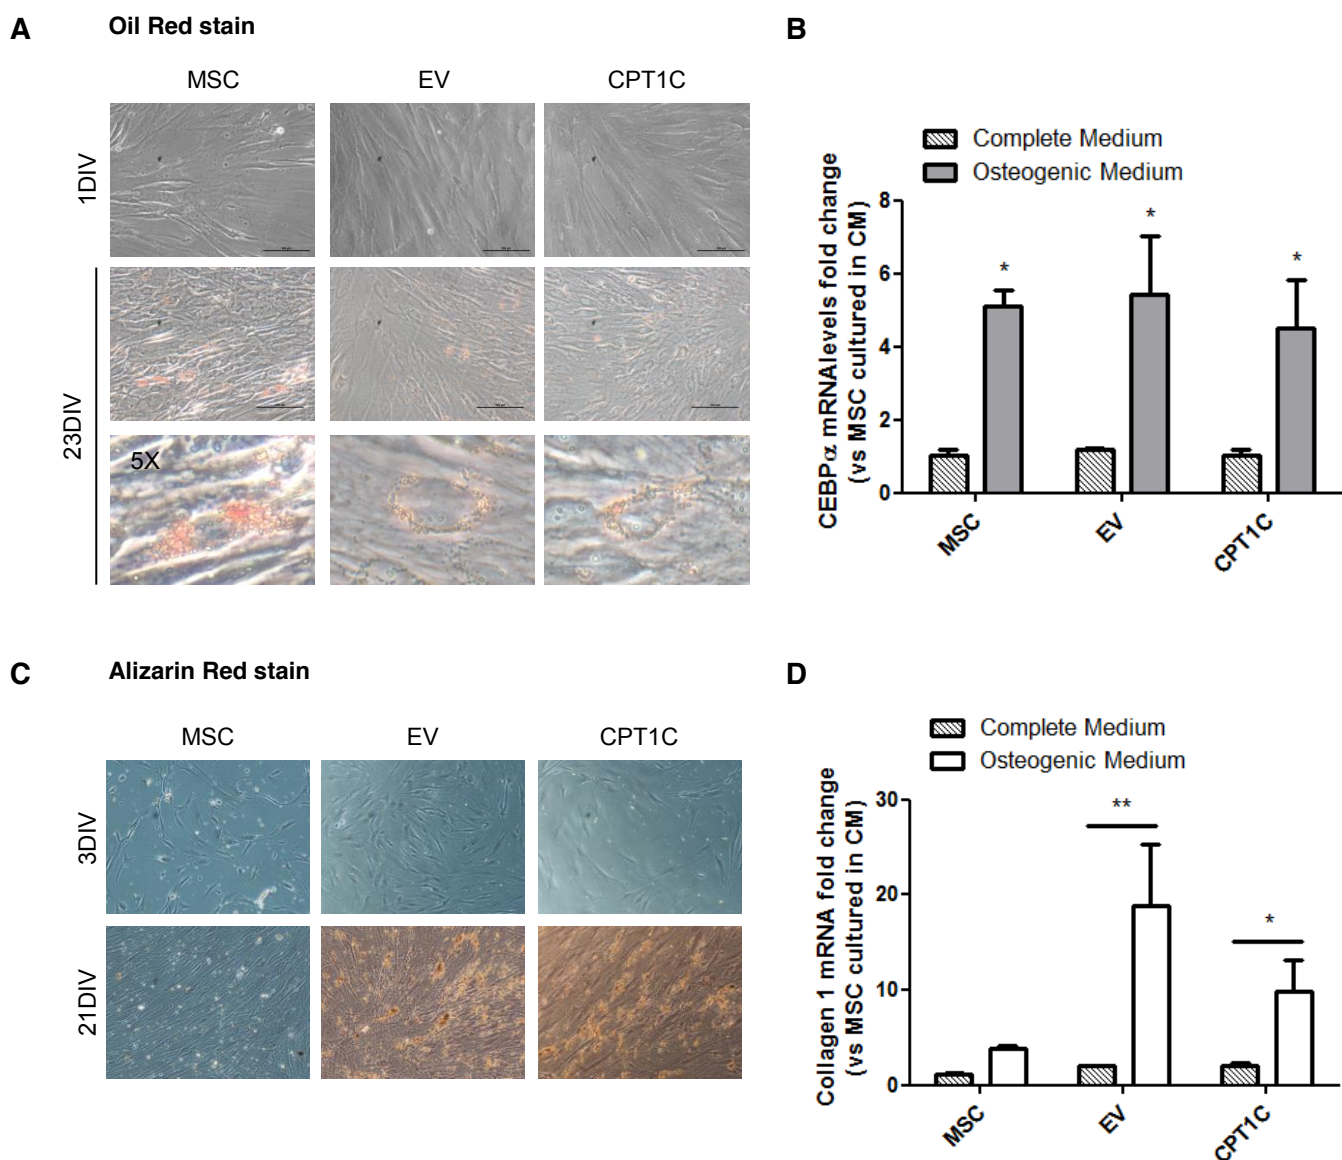 A Oil Red stain
MSC EV CPT1C
1DIV
23DIV
5X
B
Complete Medium
Osteogenic Medium
CEBPα mRNAlevels fold change
(vs MSC cultured in CM)
8
6
4
2
0
* * *
MSC EV CPT1C
C Alizarin Red stain
MSC EV CPT1C
3DIV
21DIV
D
Complete Medium
Osteogenic Medium
Collagen 1 mRNA fold change
(vs MSC cultured in CM)
30
20
10
0
** *
MSC EV CPT1C